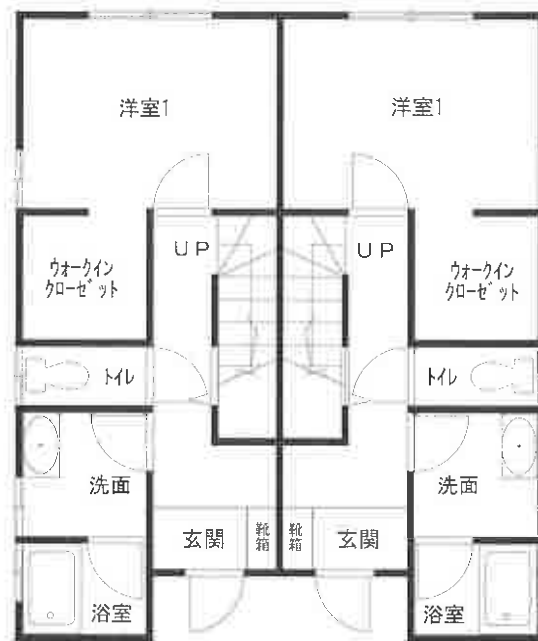 洋室1
洋室1
UP
UP
ウォークイン
クローゼット
ウォークイン
クローゼット
トイレ
トイレ
洗面
洗面
玄関
靴箱
靴箱
玄関
浴室
浴室